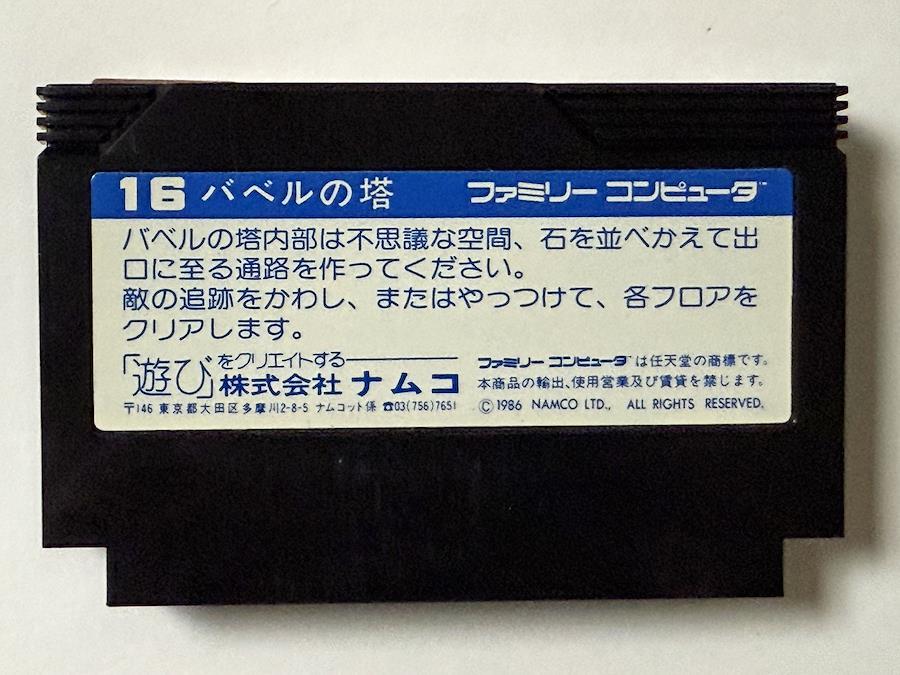 16 バベルの塔 ファミリー コンピュータ™
バベルの塔内部は不思議な空間、石を並べかえて出
口に至る通路を作ってください。
敵の追跡をかわし、またはやっつけて、各フロアを
クリアします。
「遊び」をクリエイトする
株式会社 ナムコ
〒146 東京都大田区多摩川2-8-5 ナムコット係 ☎03(756)7651
ファミリー コンピュータ™は任天堂の商標です。
本商品の輸出、使用営業及び賃貸を禁じます。
©1986 NAMCO LTD., ALL RIGHTS RESERVED.